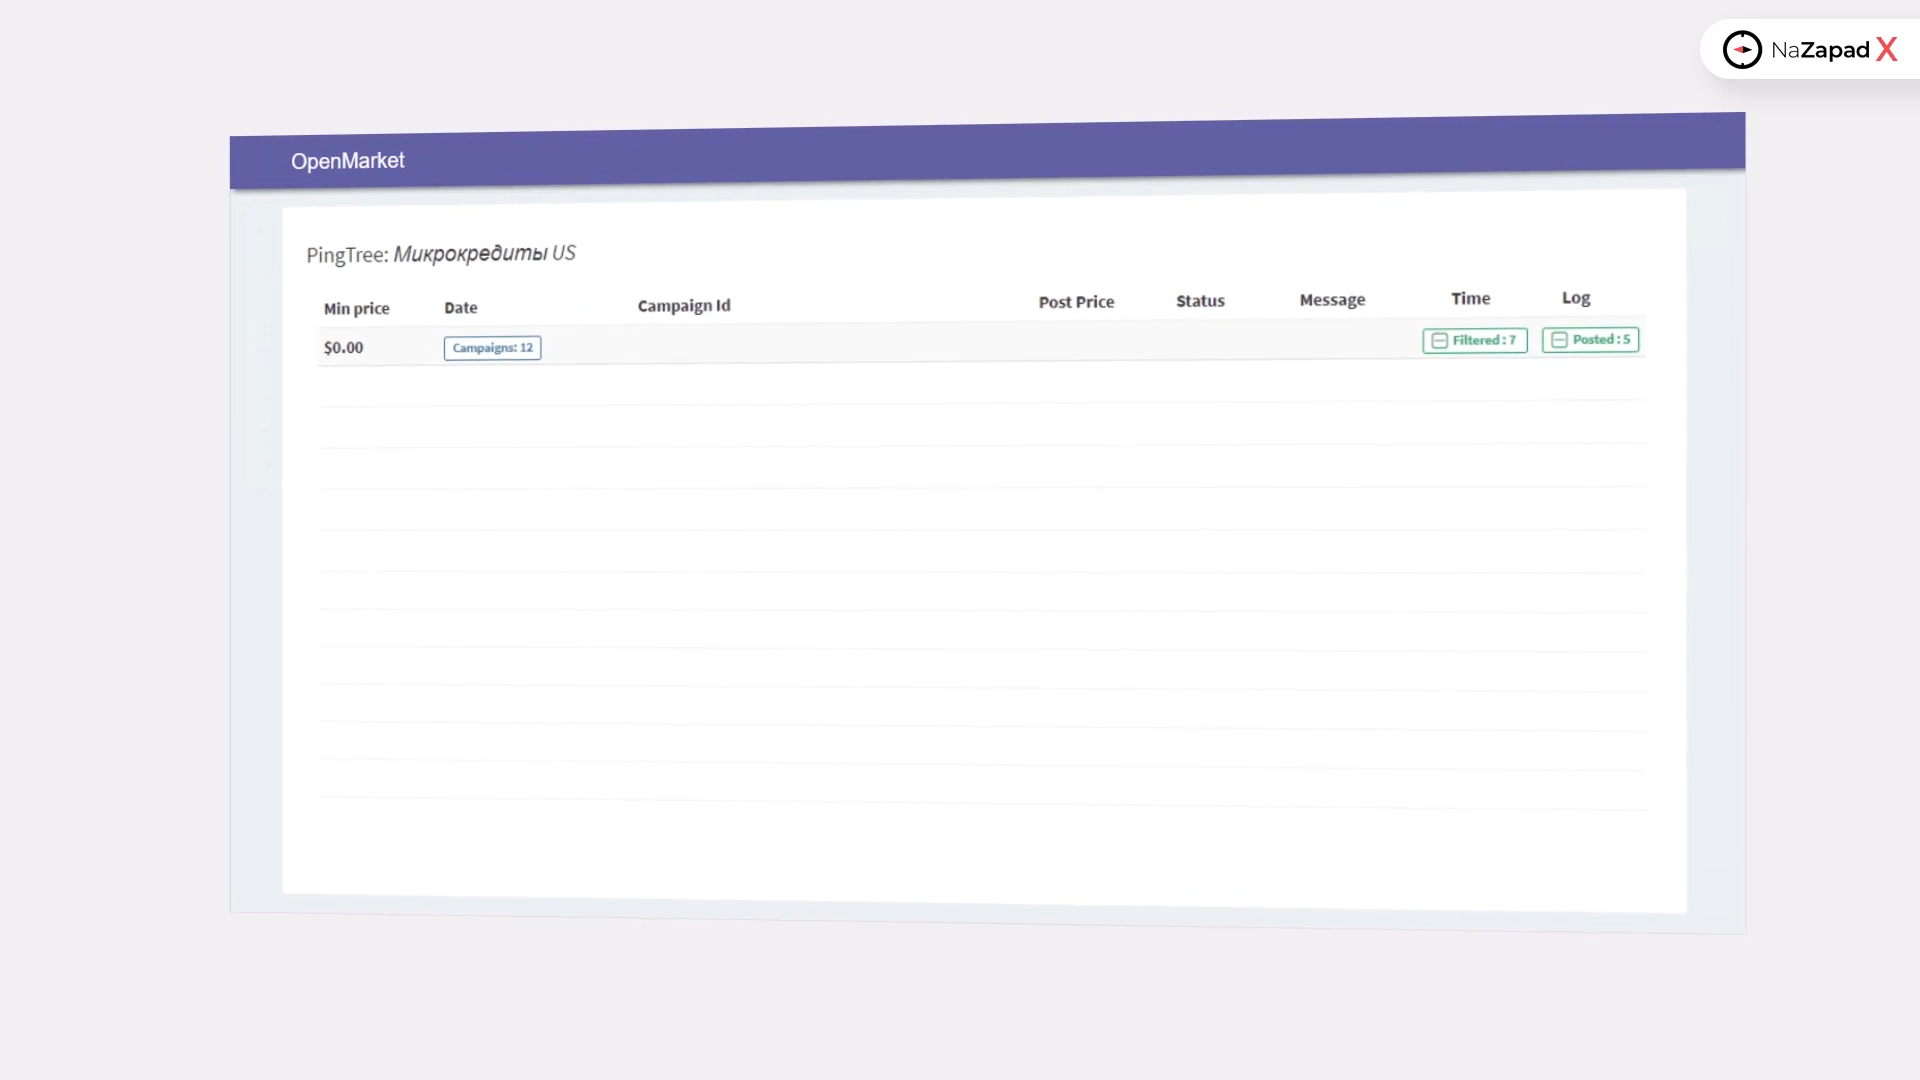 NaZapad X
OpenMarket
PingTree: Микрокредиты US
Min price Date Campaign Id Post Price Status Message Time Log
$0.00 Campaigns: 12 Filtered : 7 Posted : 5